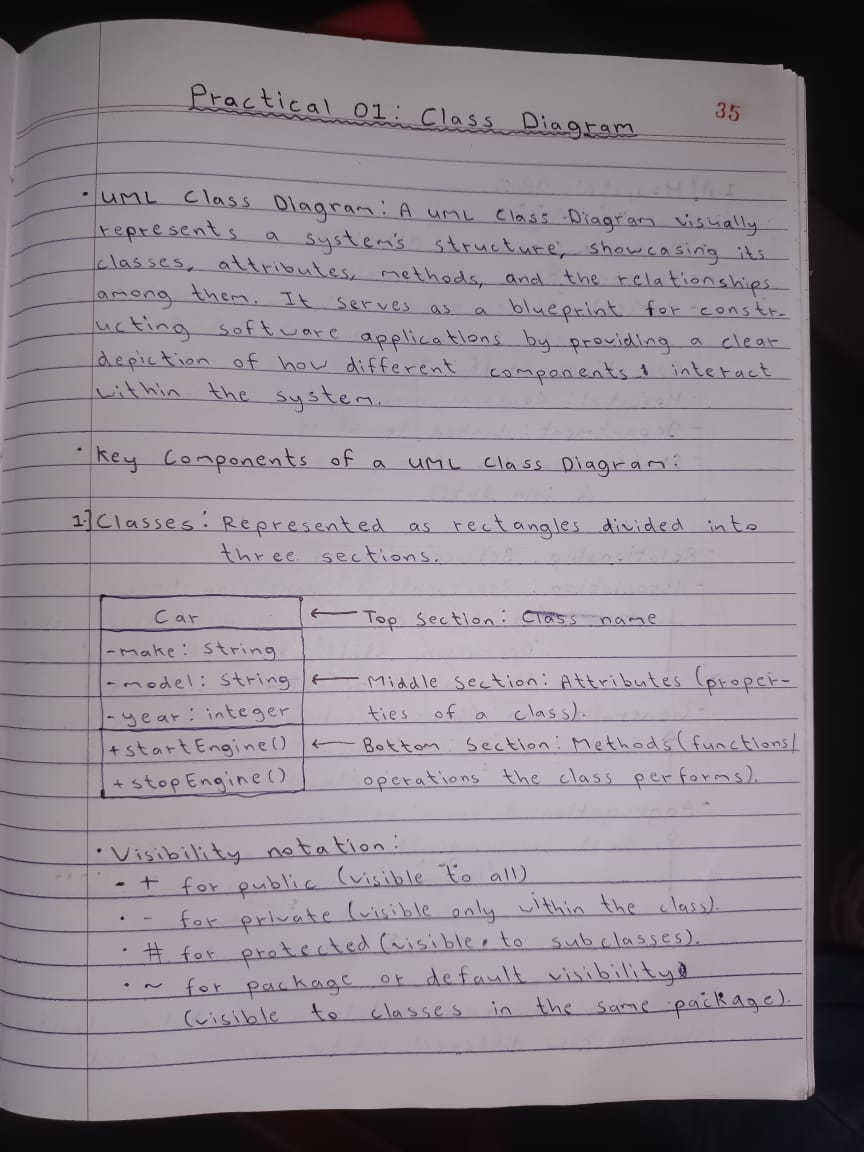 Practical 01: Class Diagram
35
• UML Class Diagram: A UML Class Diagram visually
represents a system's structure, showcasing its
classes, attributes, methods, and the relationships
among them. It serves as a blueprint for constr-
ucting software applications by providing a clear
depiction of how different components interact
within the system.
• Key Components of a UML Class Diagram:
1] Classes: Represented as rectangles divided into
three sections.
Car ← Top Section: Class name
-make: String
-model: String ← Middle Section: Attributes (proper-
-year: integer ties of a class).
+startEngine() ← Bottom Section: Methods (functions/
+stopEngine() operations the class performs).
• Visibility notation:
• + for public (visible to all)
• - for private (visible only within the class).
• # for protected (visible to subclasses).
• ~ for package or default visibility
(visible to classes in the same package).